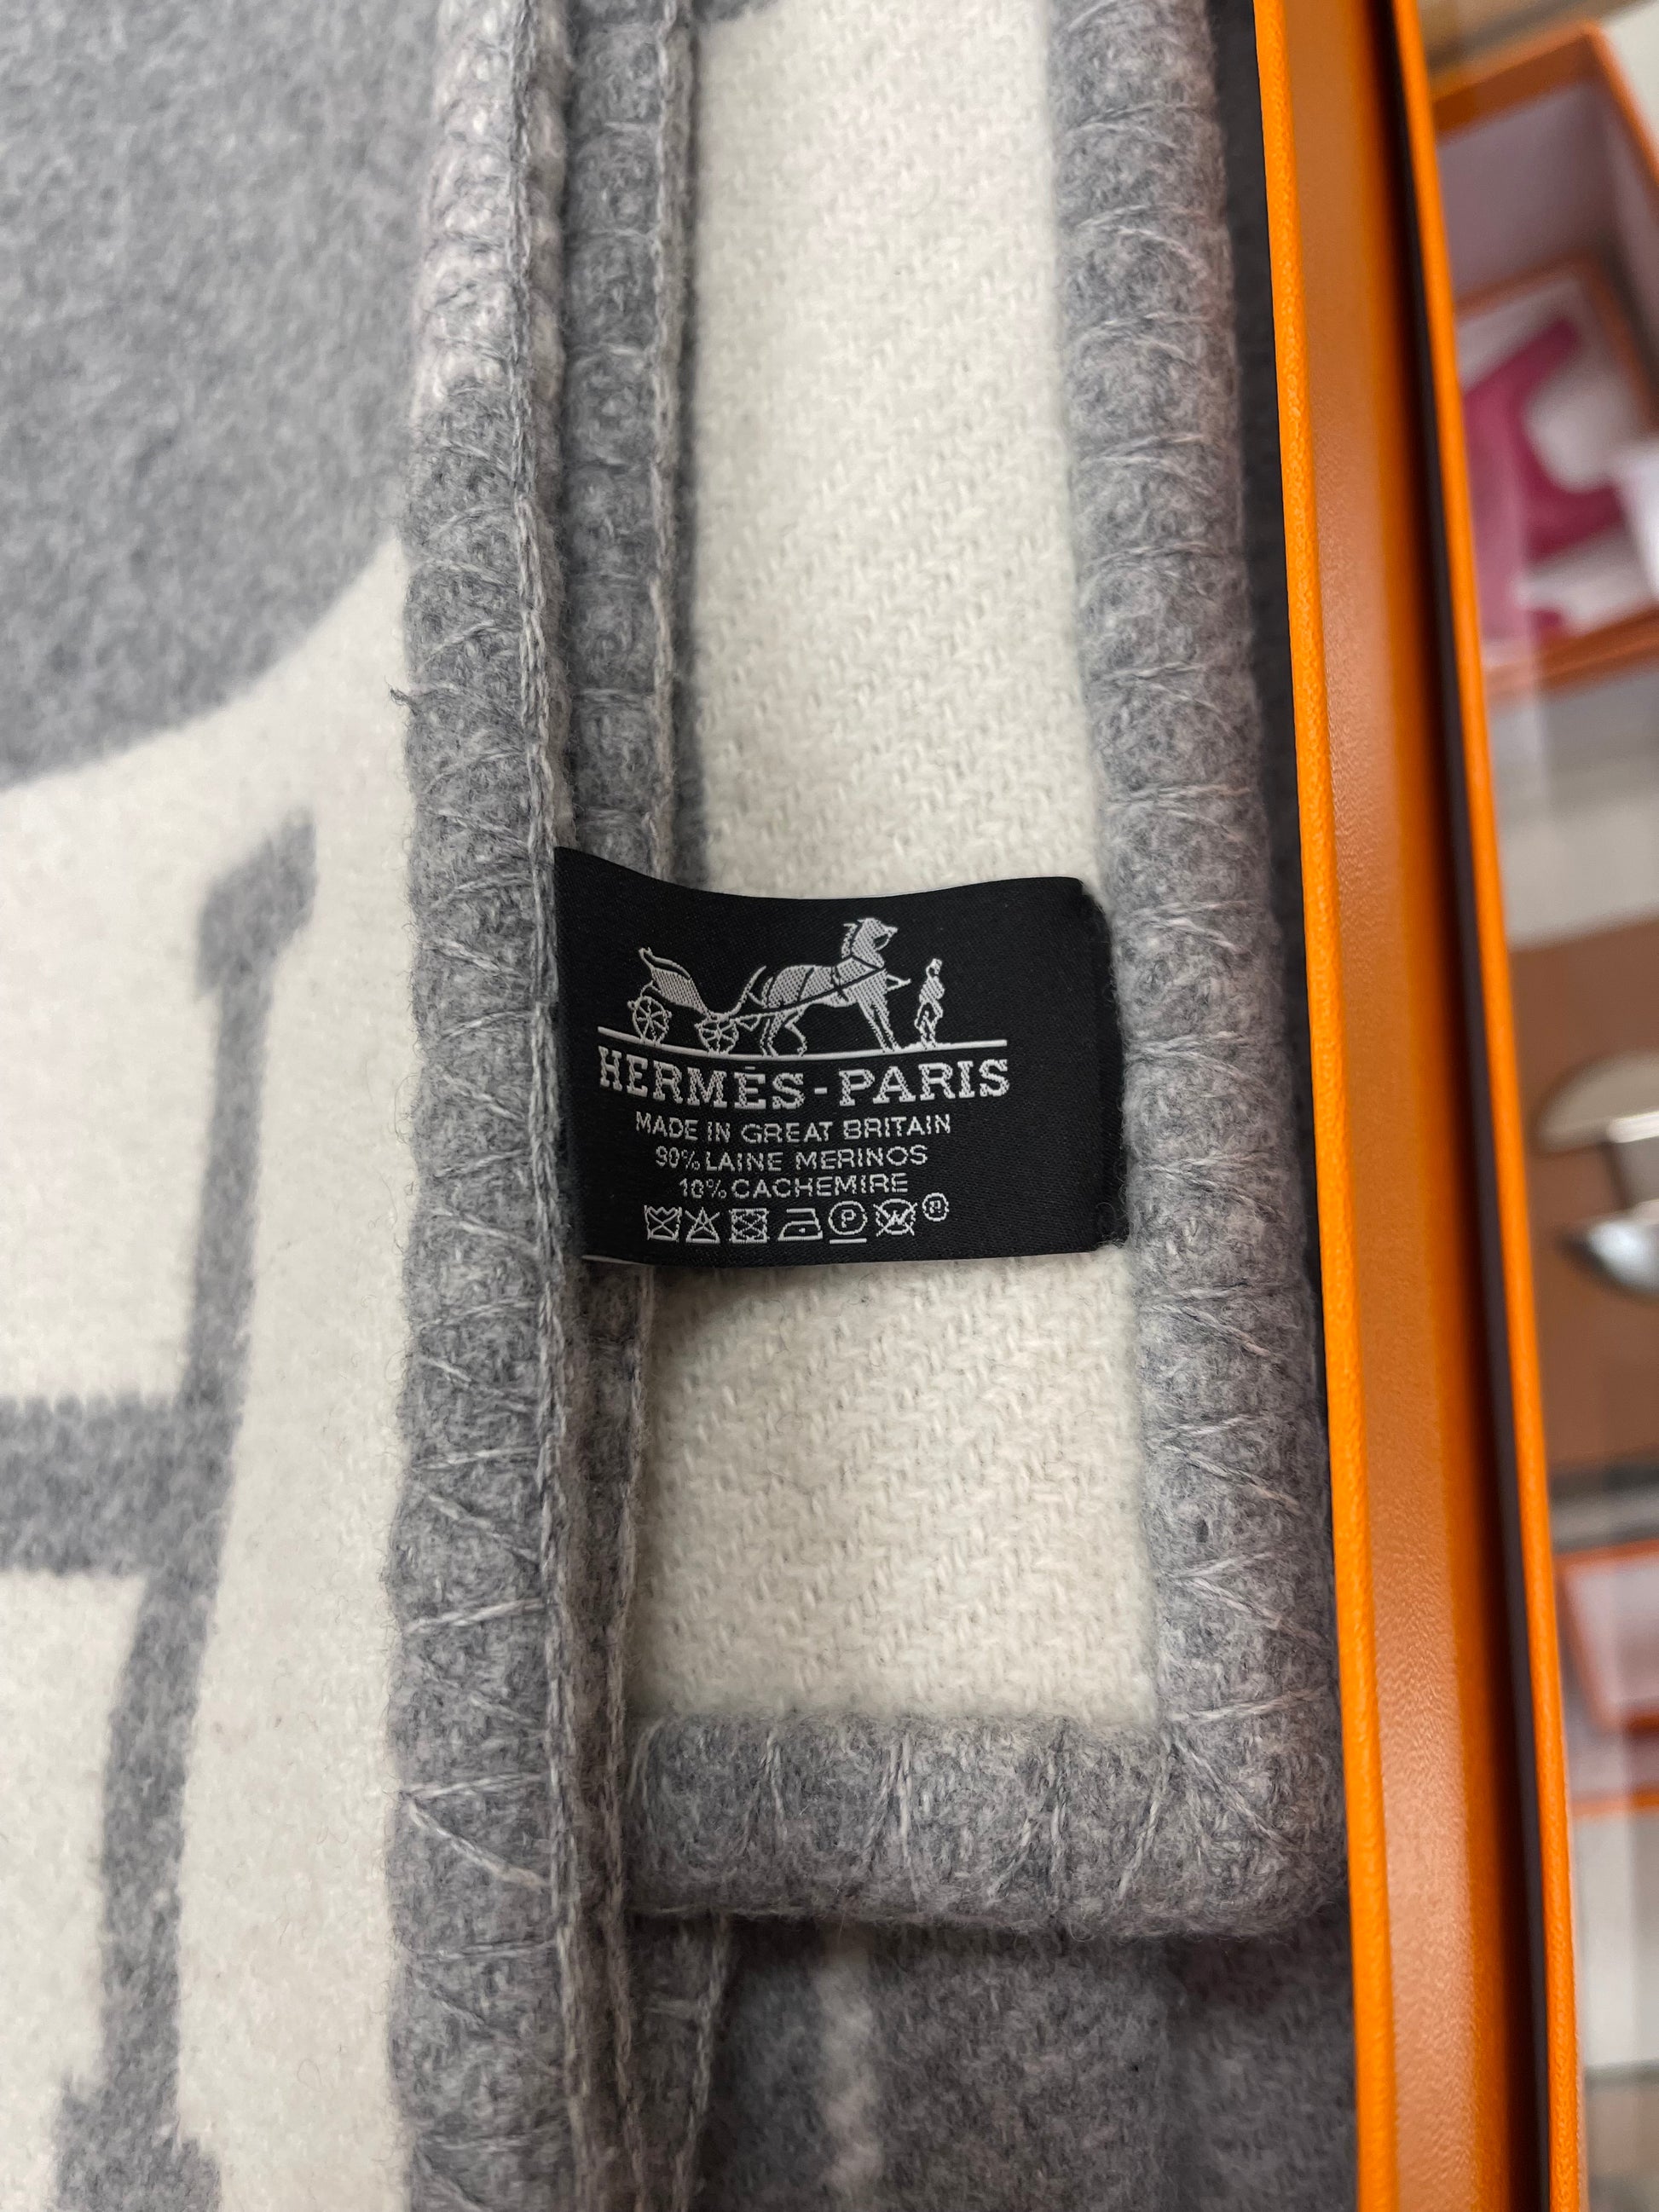 HERMÈS-PARIS
MADE IN GREAT BRITAIN
90% LAINE MERINOS
10% CACHEMIRE
P